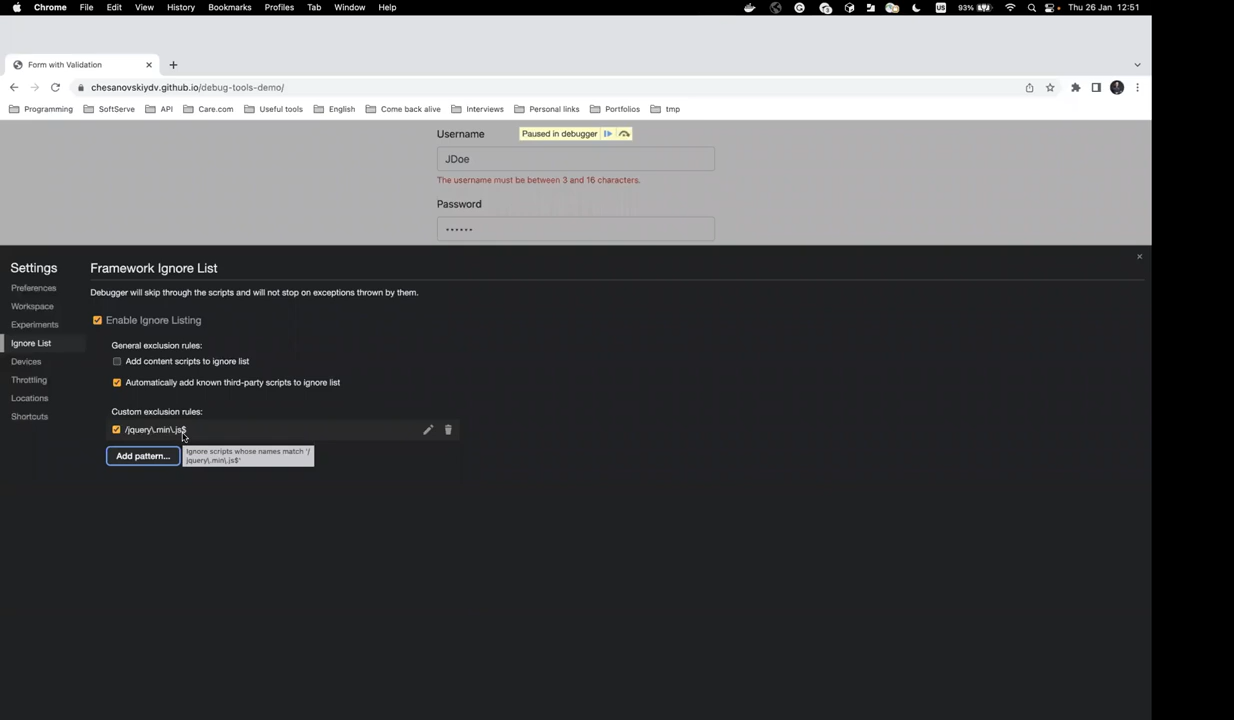 Chrome File Edit View History Bookmarks Profiles Tab Window Help US 93% Thu 26 Jan 12:51
Form with Validation
chesanovskiydv.github.io/debug-tools-demo/
Programming SoftServe API Care.com Useful tools English Come back alive Interviews Personal links Portfolios tmp
Username
Paused in debugger
JDoe
The username must be between 3 and 16 characters.
Password
••••••
Settings
Preferences
Workspace
Experiments
Ignore List
Devices
Throttling
Locations
Shortcuts
Framework Ignore List
Debugger will skip through the scripts and will not stop on exceptions thrown by them.
Enable Ignore Listing
General exclusion rules:
Add content scripts to ignore list
Automatically add known third-party scripts to ignore list
Custom exclusion rules:
/jquery\.min\.js$
Add pattern...
Ignore scripts whose names match '/
jquery\.min\.js$'